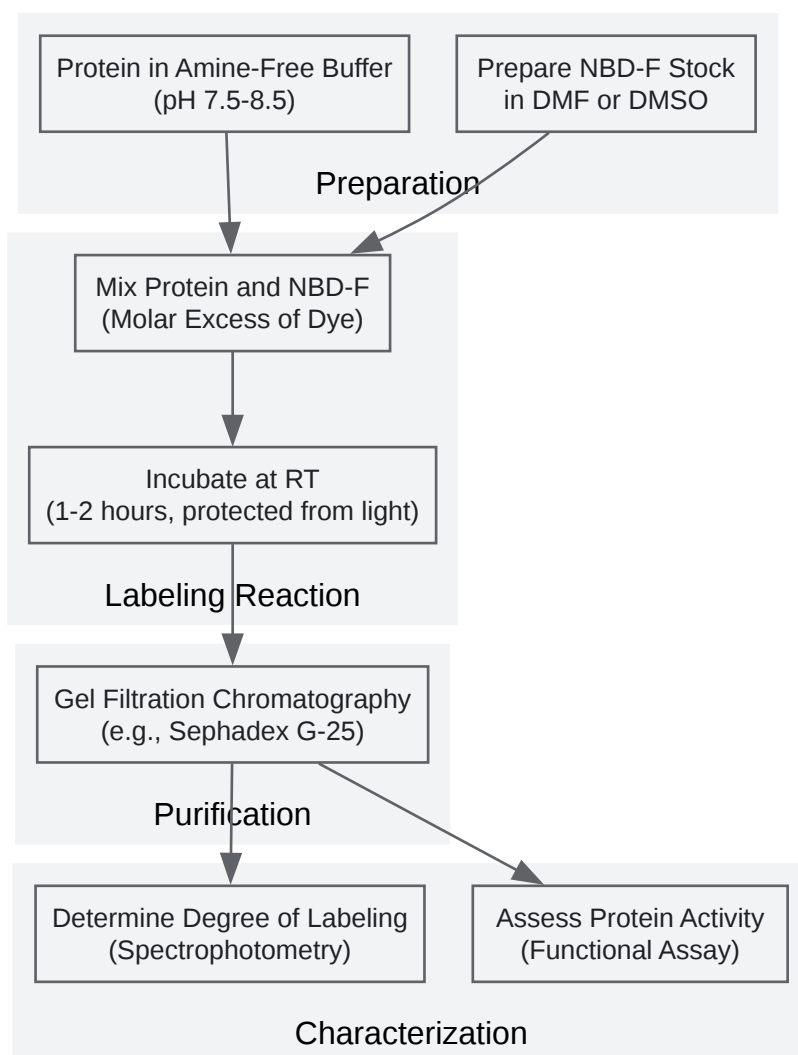 Protein in Amine-Free Buffer
(pH 7.5-8.5)
Prepare NBD-F Stock
in DMF or DMSO
Preparation
Mix Protein and NBD-F
(Molar Excess of Dye)
Incubate at RT
(1-2 hours, protected from light)
Labeling Reaction
Gel Filtration Chromatography
(e.g., Sephadex G-25)
Purification
Determine Degree of Labeling
(Spectrophotometry)
Assess Protein Activity
(Functional Assay)
Characterization